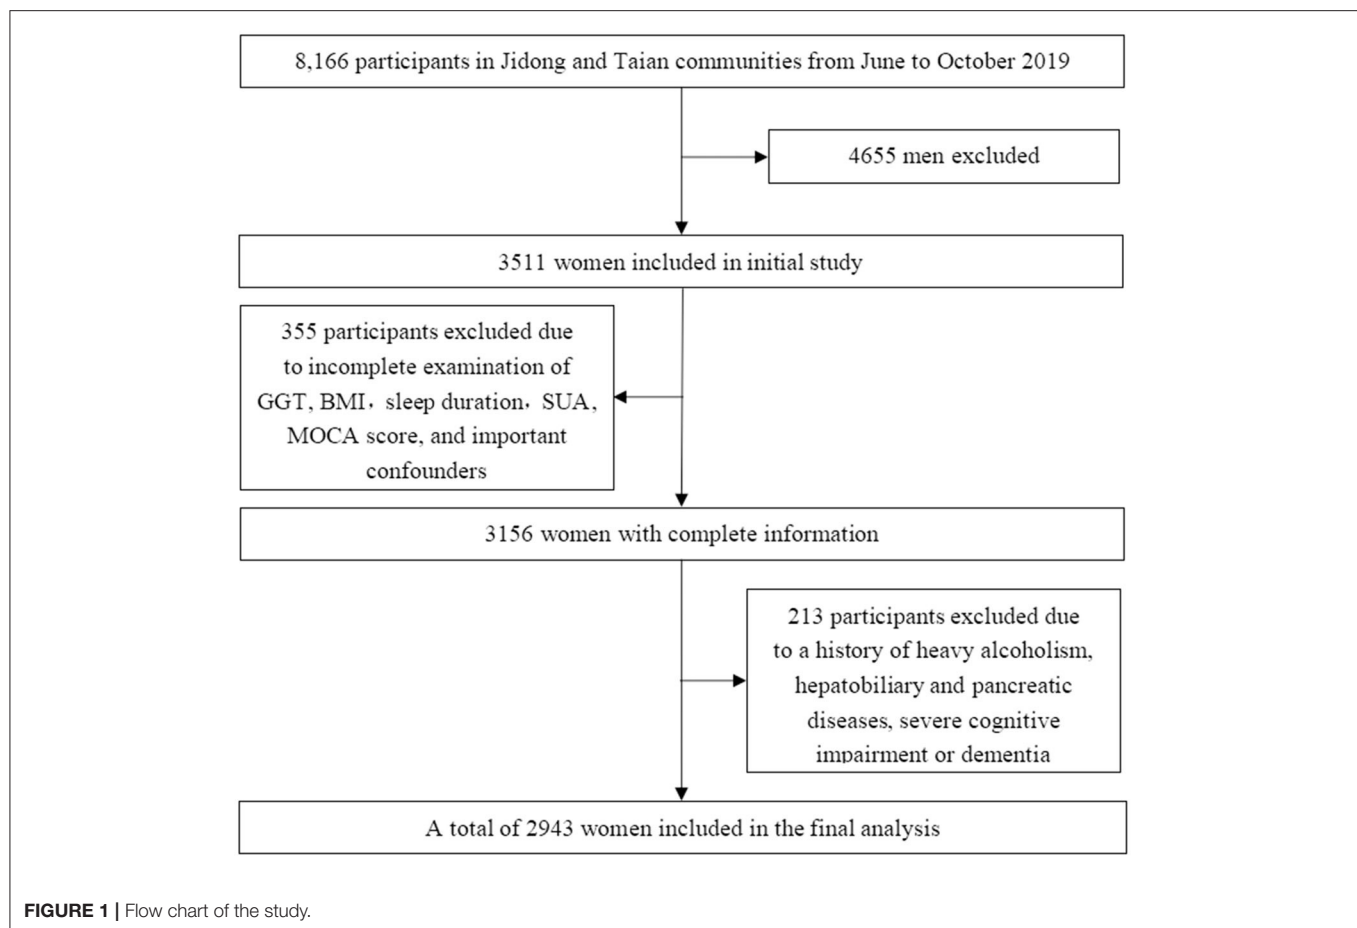 8,166 participants in Jidong and Taian communities from June to October 2019
4655 men excluded
3511 women included in initial study
355 participants excluded due
to incomplete examination of
GGT, BMI，sleep duration，SUA,
MOCA score, and important
confounders
3156 women with complete information
213 participants excluded due
to a history of heavy alcoholism,
hepatobiliary and pancreatic
diseases, severe cognitive
impairment or dementia
A total of 2943 women included in the final analysis
FIGURE 1 | Flow chart of the study.